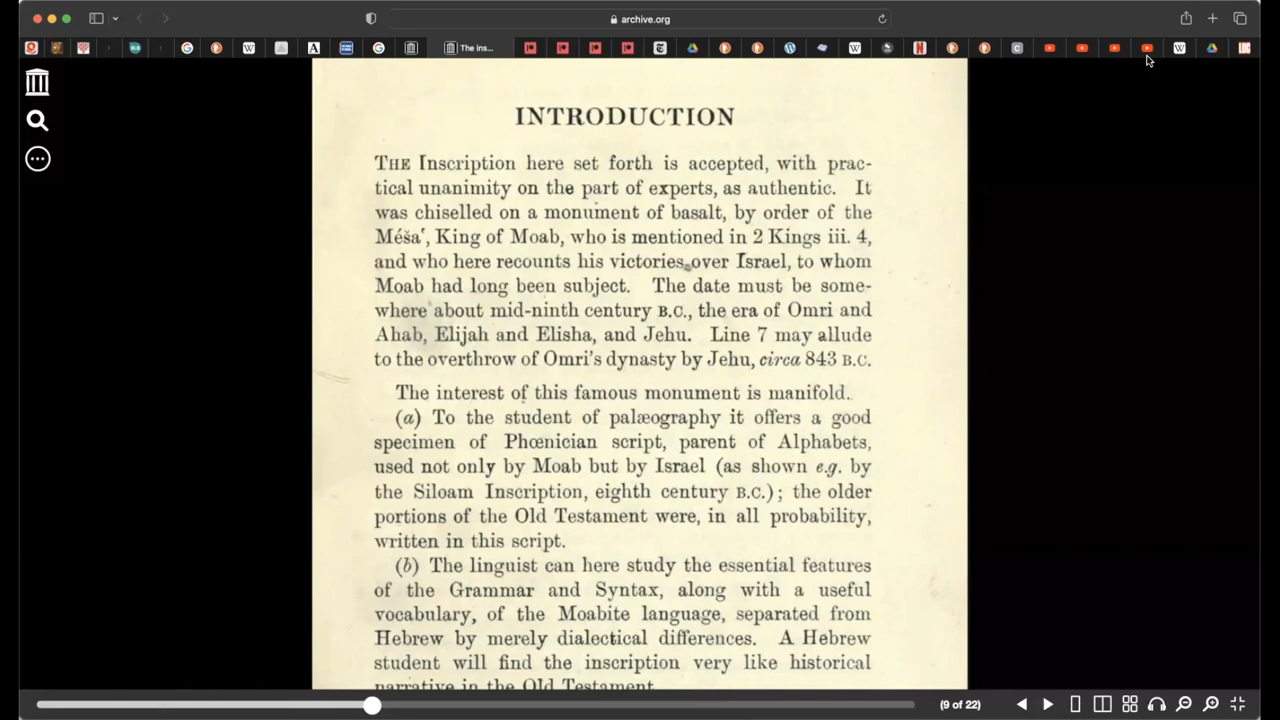 archive.org
The ins...
INTRODUCTION
THE Inscription here set forth is accepted, with prac-
tical unanimity on the part of experts, as authentic. It
was chiselled on a monument of basalt, by order of the
Méšaʿ, King of Moab, who is mentioned in 2 Kings iii. 4,
and who here recounts his victories over Israel, to whom
Moab had long been subject. The date must be some-
where about mid-ninth century B.C., the era of Omri and
Ahab, Elijah and Elisha, and Jehu. Line 7 may allude
to the overthrow of Omri's dynasty by Jehu, circa 843 B.C.
The interest of this famous monument is manifold.
(a) To the student of palæography it offers a good
specimen of Phœnician script, parent of Alphabets,
used not only by Moab but by Israel (as shown e.g. by
the Siloam Inscription, eighth century B.C.); the older
portions of the Old Testament were, in all probability,
written in this script.
(b) The linguist can here study the essential features
of the Grammar and Syntax, along with a useful
vocabulary, of the Moabite language, separated from
Hebrew by merely dialectical differences. A Hebrew
student will find the inscription very like historical
narrative in the Old Testament
(9 of 22)